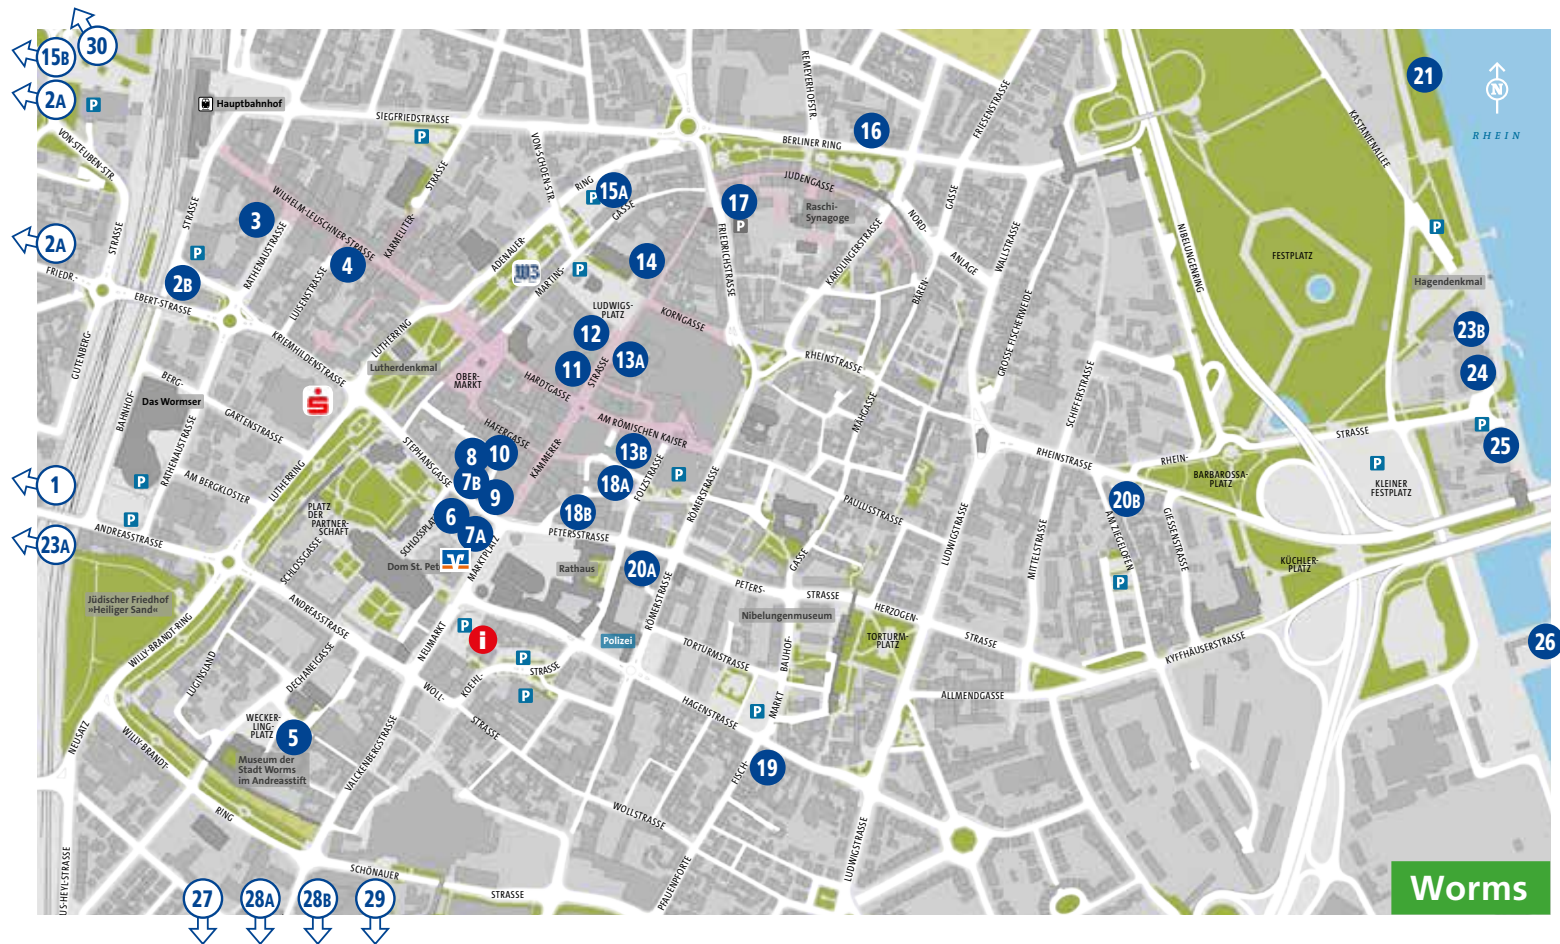 30
15B
2A
P
VON-STEUBEN-STR.
Hauptbahnhof
SIEGFRIEDSTRASSE
P
STRASSE
KARMELITER-
VON-SCHOEN-STR.
REMEYERHOFSTR.
16
FRIESENSTRASSE
BERLINER RING
KASTANIENALLEE
21
N
RHEIN
2A
STRASSE
STRASSE
3
WILHELM-LEUSCHNER-STRASSE
RATHENAUSTRASSE
4
LUISENSTRASSE
P
2B
FRIEDR.-
EBERT-STRASSE
GUTENBERG-
RING
P
15A
GASSE
ADENAUER-
MARTINS-
P
14
17
P
JUDENGASSE
Raschi-
Synagoge
FRIEDRICHSTRASSE
KAROLINGERSTRASSE
NORD-
ANLAGE
GASSE
BÄREN-
WALLSTRASSE
GROSSE FISCHERWEIDE
NIBELUNGENRING
FESTPLATZ
P
Hagendenkmal
23B
24
P
25
KRIEMHILDENSTRASSE
LUTHERRING
Lutherdenkmal
OBER-
MARKT
LUDWIGS-
PLATZ
12
11
13A
STRASSE
HARDTGASSE
KORNGASSE
RHEINSTRASSE
MÄHGASSE
SCHIFFERSTRASSE
BERG-
GARTENSTRASSE
Das Wormser
BAHNHOF-
RATHENAUSTRASSE
P
AM BERGKLOSTER
LUTHERRING
STEPHANSGASSE
HAFERGASSE
KÄMMERER-
AM RÖMISCHEN KAISER
8
10
7B
9
6
7A
13B
18A
18B
FOLZSTRASSE
P
RÖMERSTRASSE
PAULUSSTRASSE
LUDWIGSTRASSE
RHEINSTRASSE
RHEIN-
STRASSE
BARBAROSSA-
PLATZ
P
KLEINER
FESTPLATZ
1
ANDREASSTRASSE
P
23A
PLATZ
DER
PARTNER-
SCHAFT
SCHLOSSPLATZ
SCHLOSSGASSE
MARKTPLATZ
PETERSSTRASSE
Rathaus
20A
RÖMERSTRASSE
PETERS-
STRASSE
GASSE
HERZOGEN-
STRASSE
MITTELSTRASSE
20B
AM ZIEGELOFEN
P
GIESSENSTRASSE
KÜCHLER-
PLATZ
KYFFHÄUSERSTRASSE
26
Jüdischer Friedhof
»Heiliger Sand«
WILLY-BRANDT-RING
ANDREASSTRASSE
NEUMARKT
P
i
P
P
KOEHL-
STRASSE
Polizei
TORTURMSTRASSE
Nibelungenmuseum
BAUHOF-
TORTURM-
PLATZ
ALLMENDGASSE
LUGINSLAND
DECHANEIGASSE
WECKER-
LING-
PLATZ
5
Museum der
Stadt Worms
im Andreasstift
VALCKENBERGSTRASSE
WOLL-
STRASSE
HAGENSTRASSE
P
MARKT
FISCH-
19
NEUSATZ
WILLY-BRANDT-
RING
WOLLSTRASSE
SCHÖNAUER
STRASSE
PFAUENPFORTE
LUDWIGSTRASSE
27
28A
28B
29
Worms